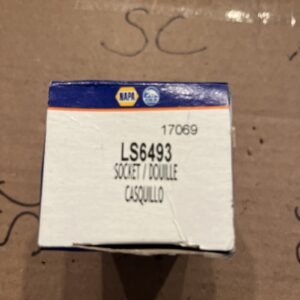 SC
NAPA
17069
LS6493
SOCKET / DOUILLE
CASQUILLO